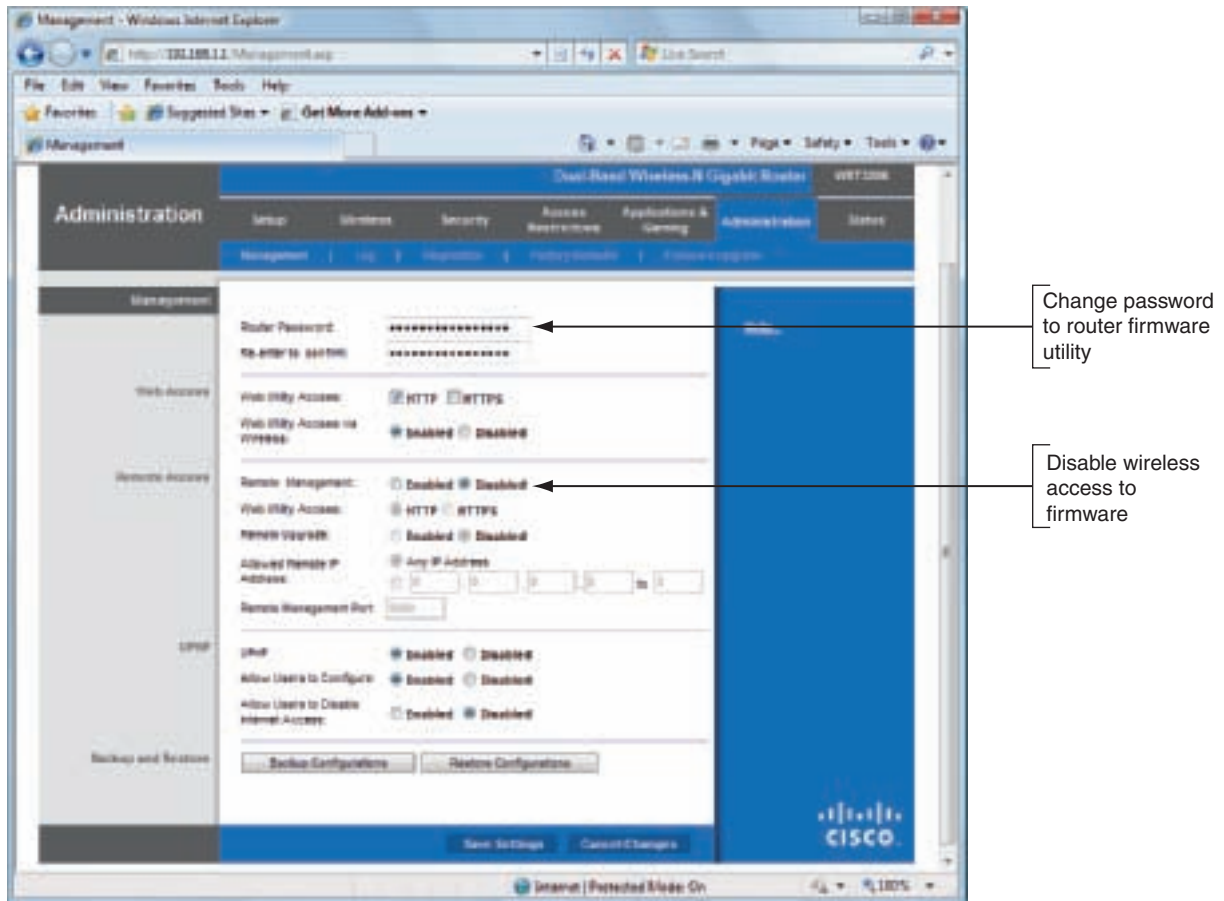 Management - Windows Internet Explorer
File Edit View Favorites Tools Help
Favorites Suggested Sites Get More Add-ons
Management
Page Safety Tools
Dual-Band Wireless-N Gigabit Router
Administration
Setup Wireless Security Access Restrictions Applications & Gaming Administration Status
Management
Management
Router Password:
Re-enter to confirm:
Change password
to router firmware
utility
Web Access
Web Utility Access: HTTP HTTPS
Web Utility Access via Wireless: Enabled Disabled
Remote Access
Remote Management: Enabled Disabled
Disable wireless
access to
firmware
Web Utility Access: HTTP HTTPS
Remote Upgrade: Enabled Disabled
Allowed Remote IP Address: Any IP Address
to
Remote Management Port:
UPnP
UPnP Enabled Disabled
Allow Users to Configure Enabled Disabled
Allow Users to Disable Internet Access: Enabled Disabled
Backup and Restore
Backup Configurations Restore Configurations
CISCO.
Save Settings Cancel Changes
Internet | Protected Mode: On 100%